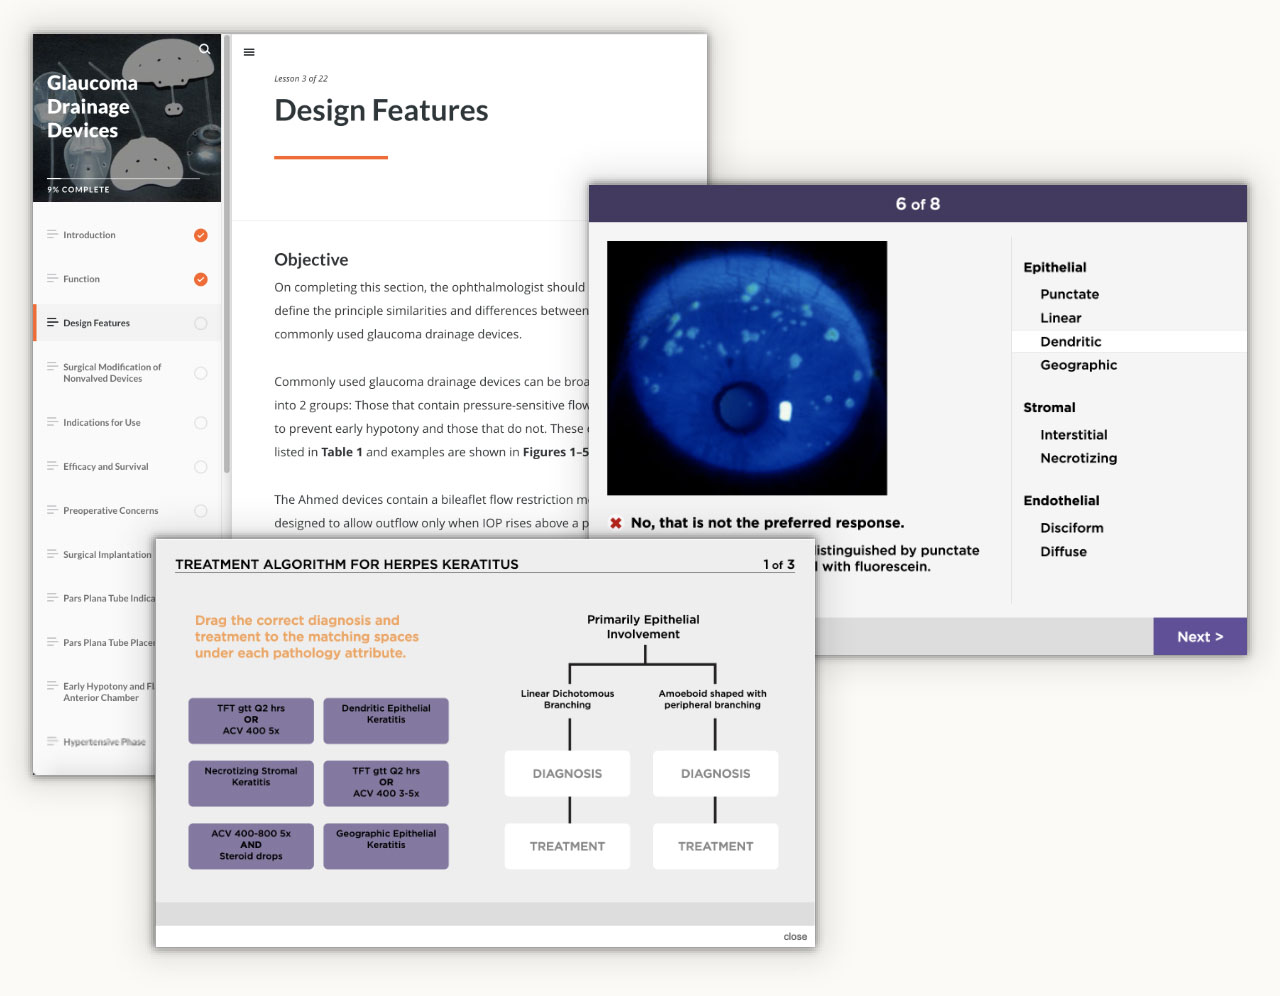 Glaucoma
Drainage
Devices
9% COMPLETE
Introduction
Function
Design Features
Surgical Modification of
Nonvalved Devices
Indications for Use
Efficacy and Survival
Preoperative Concerns
Surgical Implantation
Pars Plana Tube Indica
Pars Plana Tube Placem
Early Hypotony and Fl
Anterior Chamber
Hypertensive Phase
Lesson 3 of 22
Design Features
Objective
On completing this section, the ophthalmologist should
define the principle similarities and differences between
commonly used glaucoma drainage devices.
Commonly used glaucoma drainage devices can be broa
into 2 groups: Those that contain pressure-sensitive flow
to prevent early hypotony and those that do not. These
listed in Table 1 and examples are shown in Figures 1–5
The Ahmed devices contain a bileaflet flow restriction m
designed to allow outflow only when IOP rises above a p
6 of 8
Epithelial
Punctate
Linear
Dendritic
Geographic
Stromal
Interstitial
Necrotizing
Endothelial
Disciform
Diffuse
No, that is not the preferred response.
istinguished by punctate
with fluorescein.
Next >
TREATMENT ALGORITHM FOR HERPES KERATITUS
1 of 3
Drag the correct diagnosis and
treatment to the matching spaces
under each pathology attribute.
TFT gtt Q2 hrs
OR
ACV 400 5x
Dendritic Epithelial
Keratitis
Necrotizing Stromal
Keratitis
TFT gtt Q2 hrs
OR
ACV 400 3-5x
ACV 400-800 5x
AND
Steroid drops
Geographic Epithelial
Keratitis
Primarily Epithelial
Involvement
Linear Dichotomous
Branching
Amoeboid shaped with
peripheral branching
DIAGNOSIS
DIAGNOSIS
TREATMENT
TREATMENT
close